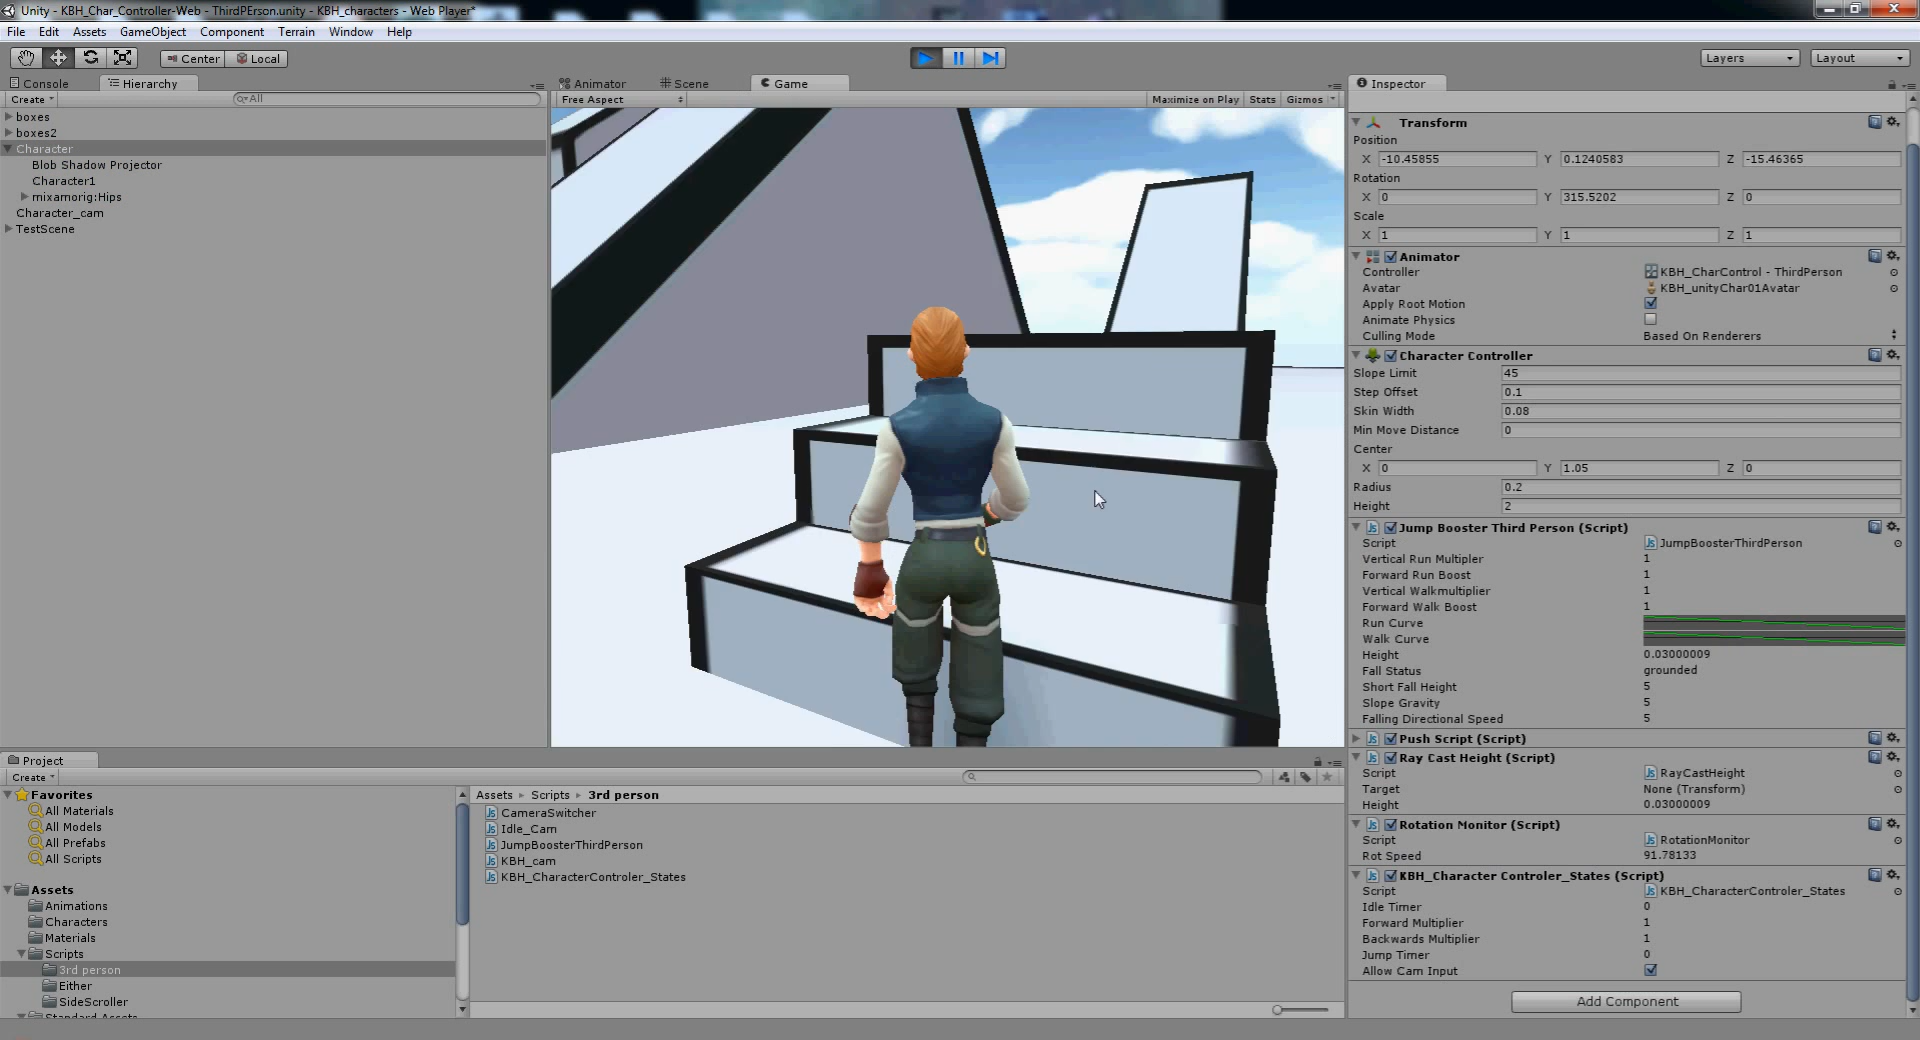 Unity - KBH_Char_Controller-Web - ThirdPErson.unity - KBH_characters - Web Player*
File Edit Assets GameObject Component Terrain Window Help
Center Local Layers Layout
Console Hierarchy
Create All
boxes
boxes2
Character
Blob Shadow Projector
Character1
mixamorig:Hips
Character_cam
TestScene
Animator Scene Game
Free Aspect Maximize on Play Stats Gizmos
Inspector
Transform
Position
X -10.45855 Y 0.1240583 Z -15.46365
Rotation
X 0 Y 315.5202 Z 0
Scale
X 1 Y 1 Z 1
Animator
Controller KBH_CharControl - ThirdPerson
Avatar KBH_unityChar01Avatar
Apply Root Motion
Animate Physics
Culling Mode Based On Renderers
Character Controller
Slope Limit 45
Step Offset 0.1
Skin Width 0.08
Min Move Distance 0
Center
X 0 Y 1.05 Z 0
Radius 0.2
Height 2
Jump Booster Third Person (Script)
Script JumpBoosterThirdPerson
Vertical Run Multipler 1
Forward Run Boost 1
Vertical Walkmultiplier 1
Forward Walk Boost 1
Run Curve
Walk Curve
Height 0.03000009
Fall Status grounded
Short Fall Height 5
Slope Gravity 5
Falling Directional Speed 5
Push Script (Script)
Ray Cast Height (Script)
Script RayCastHeight
Target None (Transform)
Height 0.03000009
Rotation Monitor (Script)
Script RotationMonitor
Rot Speed 91.78133
KBH_Character Controler_States (Script)
Script KBH_CharacterControler_States
Idle Timer 0
Forward Multiplier 1
Backwards Multiplier 1
Jump Timer 0
Allow Cam Input
Add Component
Project
Create
Favorites
All Materials
All Models
All Prefabs
All Scripts
Assets
Animations
Characters
Materials
Scripts
3rd person
Either
SideScroller
Standard Assets
Assets Scripts 3rd person
CameraSwitcher
Idle_Cam
JumpBoosterThirdPerson
KBH_cam
KBH_CharacterControler_States